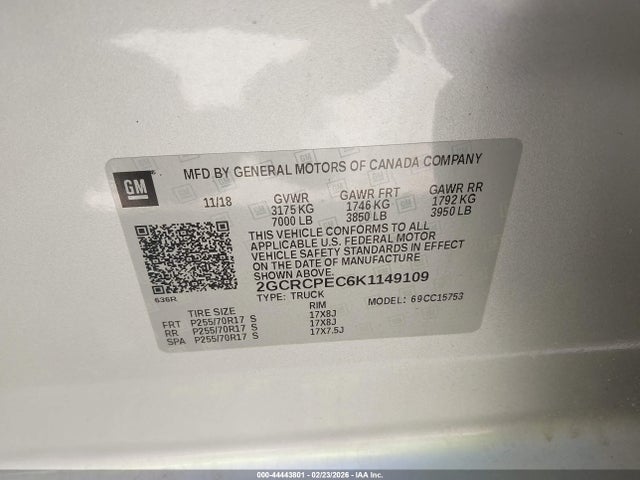 MFD BY GENERAL MOTORS OF CANADA COMPANY
GM
11/18 GVWR GAWR FRT GAWR RR
3175 KG 1746 KG 1792 KG
7000 LB 3850 LB 3950 LB
THIS VEHICLE CONFORMS TO ALL
APPLICABLE U.S. FEDERAL MOTOR
VEHICLE SAFETY STANDARDS IN EFFECT
ON THE DATE OF MANUFACTURE
SHOWN ABOVE.
2GCRCPEC6K1149109
TYPE: TRUCK MODEL: 69CC15753
636R
TIRE SIZE RIM
FRT P255/70R17 S 17X8J
RR P255/70R17 S 17X8J
SPA P255/70R17 S 17X7.5J
000-44443801 - 02/23/2026 - IAA Inc.